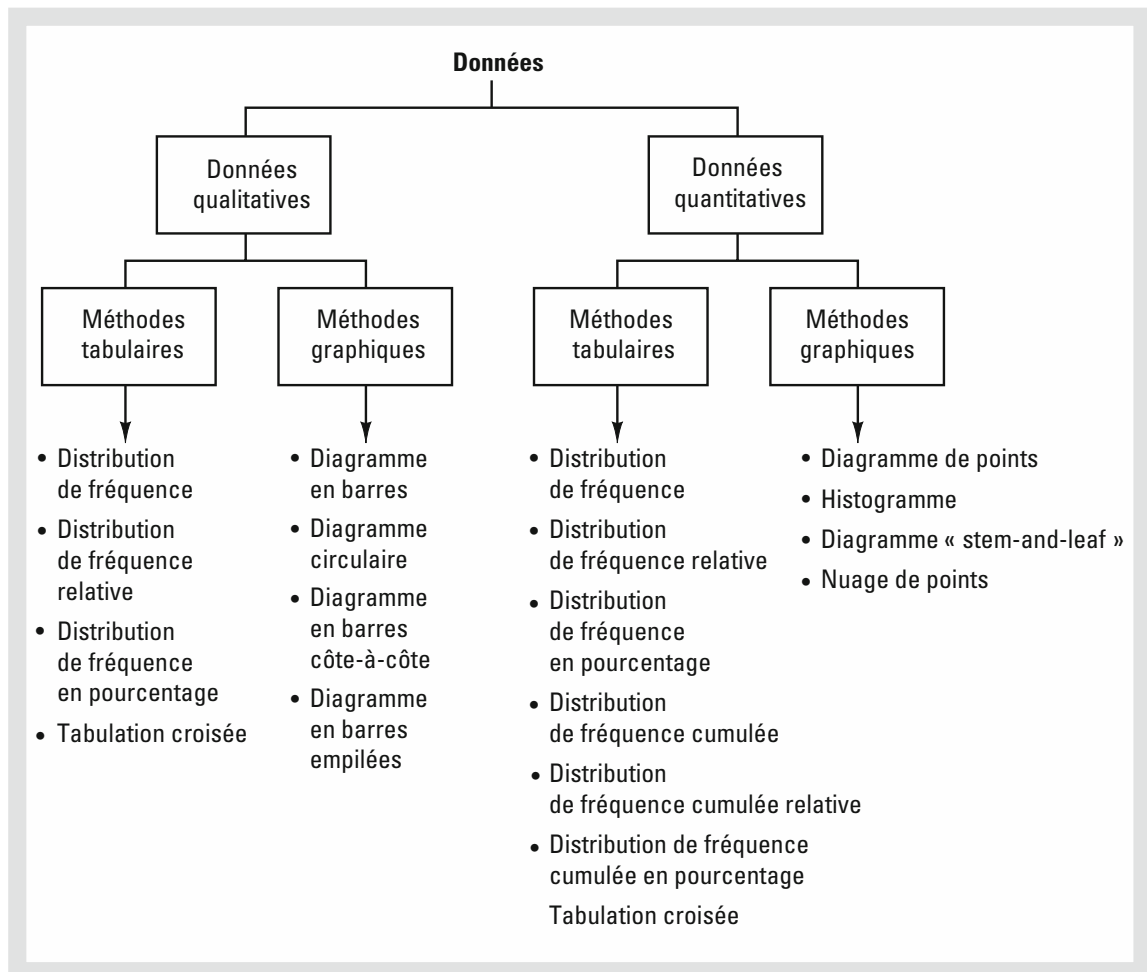 Données
Données
qualitatives
Données
quantitatives
Méthodes
tabulaires
Méthodes
graphiques
Méthodes
tabulaires
Méthodes
graphiques
• Distribution
de fréquence
• Distribution
de fréquence
relative
• Distribution
de fréquence
en pourcentage
• Tabulation croisée
• Diagramme
en barres
• Diagramme
circulaire
• Diagramme
en barres
côte-à-côte
• Diagramme
en barres
empilées
• Distribution
de fréquence
• Distribution
de fréquence relative
• Distribution
de fréquence
en pourcentage
• Distribution
de fréquence cumulée
• Distribution
de fréquence cumulée relative
• Distribution de fréquence
cumulée en pourcentage
Tabulation croisée
• Diagramme de points
• Histogramme
• Diagramme « stem-and-leaf »
• Nuage de points